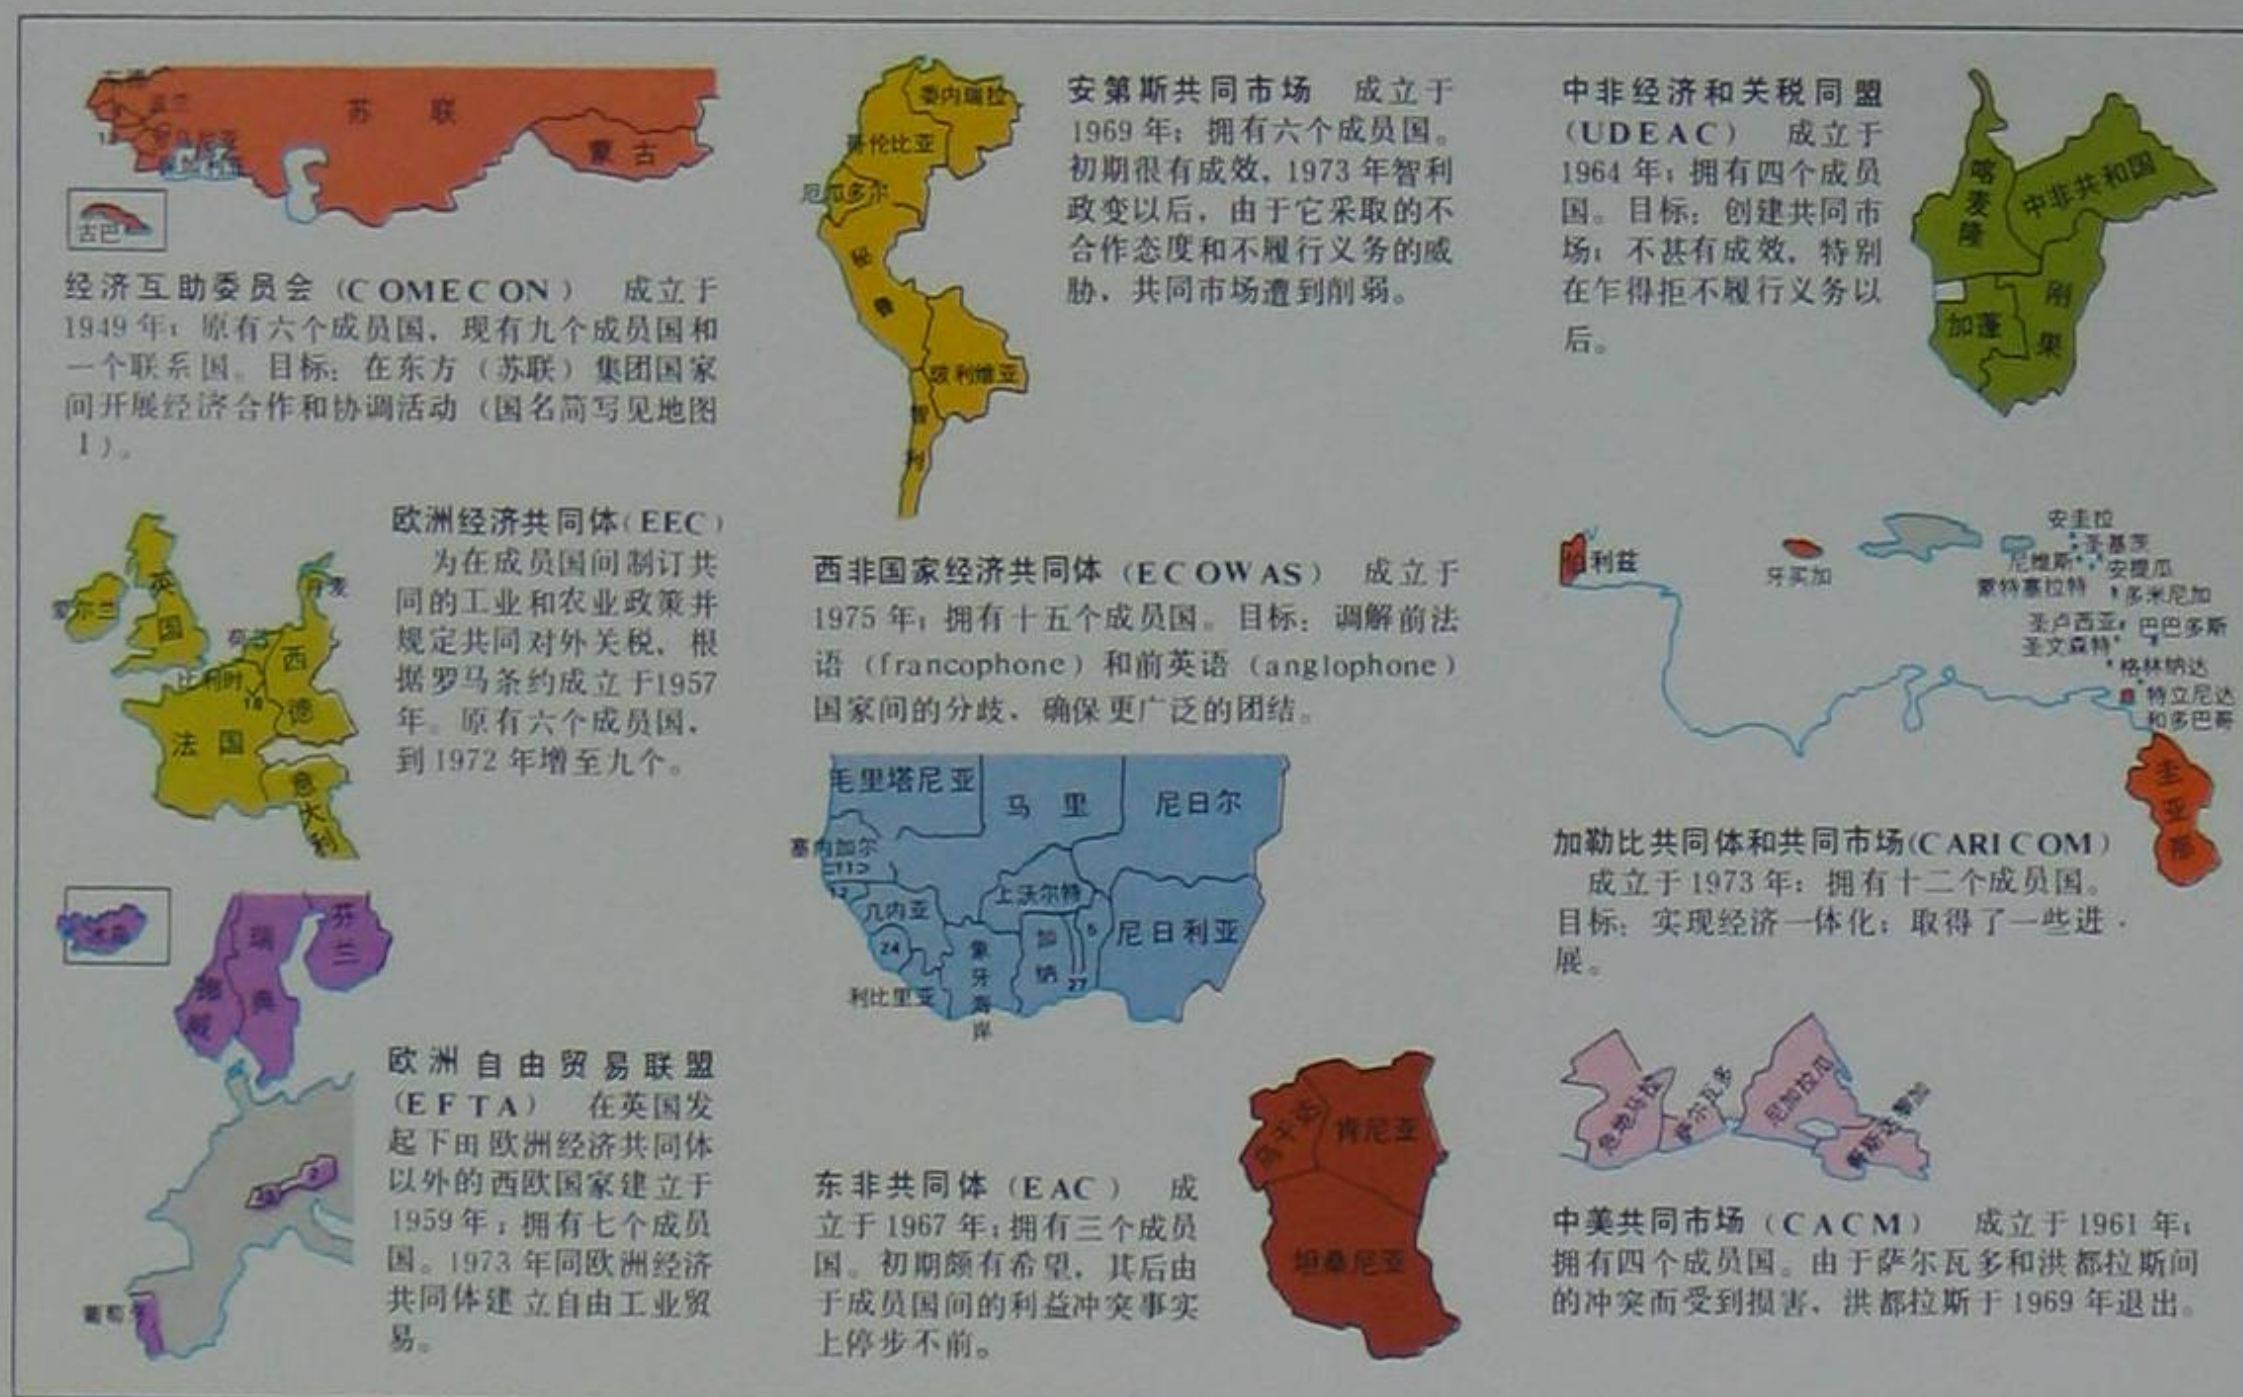 苏联
蒙古
古巴
经济互助委员会（COMECON） 成立于
1949年；原有六个成员国，现有九个成员国和
一个联系国。目标：在东方（苏联）集团国家
间开展经济合作和协调活动（国名简写见地图
1）。
爱尔兰
英国
丹麦
荷兰
西德
比利时
18
法国
意大利
欧洲经济共同体（EEC）
为在成员国间制订共
同的工业和农业政策并
规定共同对外关税，根
据罗马条约成立于1957
年。原有六个成员国，
到1972年增至九个。
冰岛
瑞典
芬兰
挪威
2
葡萄牙
欧洲自由贸易联盟
（EFTA） 在英国发
起下由欧洲经济共同体
以外的西欧国家建立于
1959年；拥有七个成员
国。1973年同欧洲经济
共同体建立自由工业贸
易。
委内瑞拉
哥伦比亚
厄瓜多尔
秘鲁
玻利维亚
智利
安第斯共同市场 成立于
1969年；拥有六个成员国。
初期很有成效，1973年智利
政变以后，由于它采取的不
合作态度和不履行义务的威
胁，共同市场遭到削弱。
西非国家经济共同体（ECOWAS） 成立于
1975年；拥有十五个成员国。目标：调解前法
语（francophone）和前英语（anglophone）
国家间的分歧，确保更广泛的团结。
毛里塔尼亚
马里
尼日尔
塞内加尔
11
12
上沃尔特
几内亚
24
象牙海岸
加纳
6
27
尼日利亚
利比里亚
东非共同体（EAC） 成
立于1967年；拥有三个成员
国。初期颇有希望，其后由
于成员国间的利益冲突事实
上停步不前。
乌干达
肯尼亚
坦桑尼亚
中非经济和关税同盟
（UDEAC） 成立于
1964年；拥有四个成员
国。目标：创建共同市
场；不甚有成效，特别
在乍得拒不履行义务以
后。
喀麦隆
中非共和国
刚果
加蓬
伯利兹
牙买加
安圭拉
圣基茨
尼维斯
安提瓜
蒙特塞拉特
多米尼加
圣卢西亚
巴巴多斯
圣文森特
格林纳达
特立尼达
和多巴哥
圭亚那
加勒比共同体和共同市场（CARICOM）
成立于1973年；拥有十二个成员国。
目标：实现经济一体化；取得了一些进
展。
危地马拉
萨尔瓦多
尼加拉瓜
哥斯达黎加
中美共同市场（CACM） 成立于1961年；
拥有四个成员国。由于萨尔瓦多和洪都拉斯间
的冲突而受到损害，洪都拉斯于1969年退出。